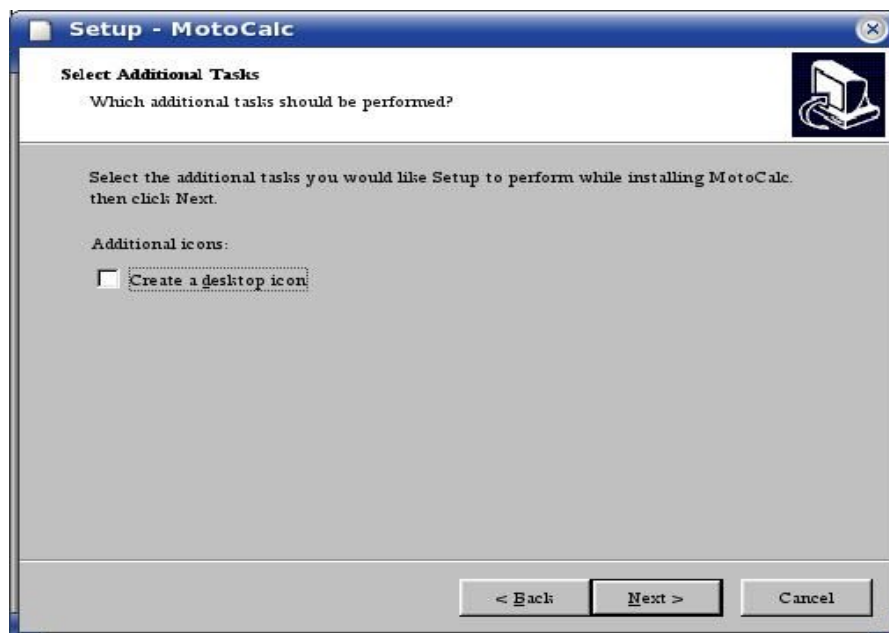 Setup - MotoCalc
Select Additional Tasks
Which additional tasks should be performed?
Select the additional tasks you would like Setup to perform while installing MotoCalc.
then click Next.
Additional icons:
Create a desktop icon
< Back
Next >
Cancel